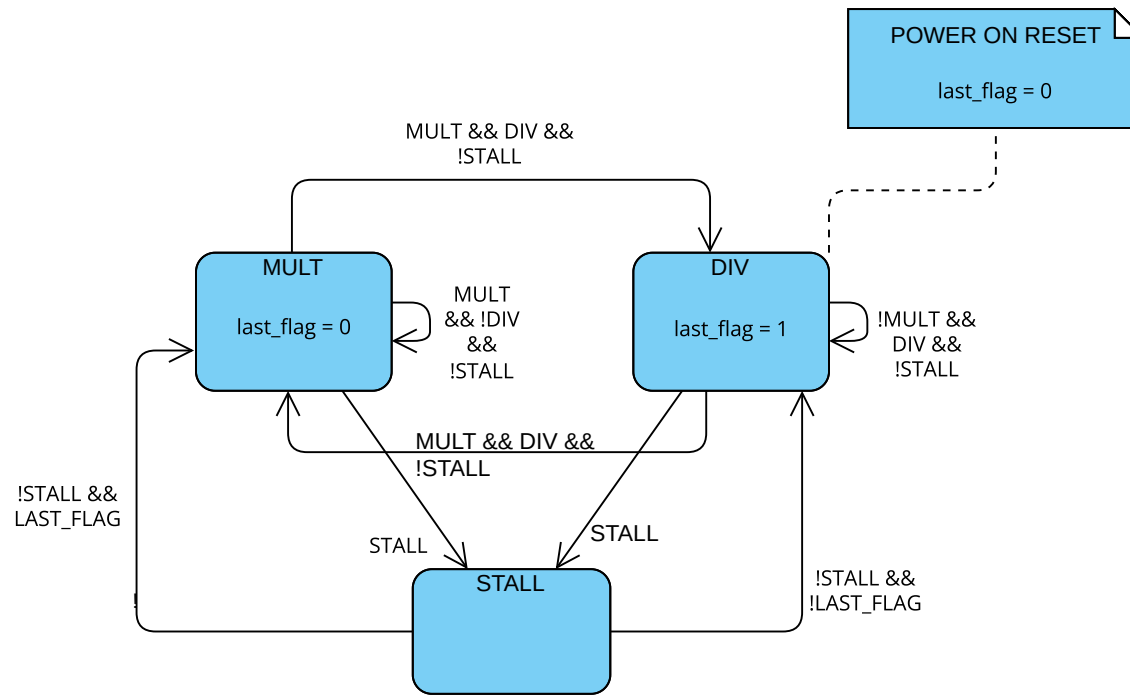 POWER ON RESET
last_flag = 0
MULT && DIV &&
!STALL
MULT
last_flag = 0
MULT
&& !DIV
&&
!STALL
DIV
last_flag = 1
!MULT &&
DIV &&
!STALL
MULT && DIV &&
!STALL
!STALL &&
LAST_FLAG
STALL
STALL
STALL
!STALL &&
!LAST_FLAG
!